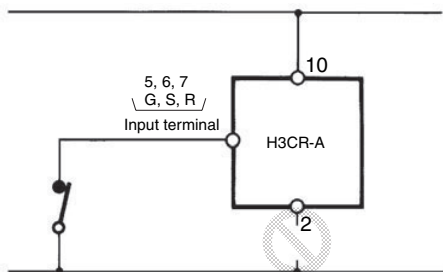 10
5, 6, 7
G, S, R
Input terminal
H3CR-A
2